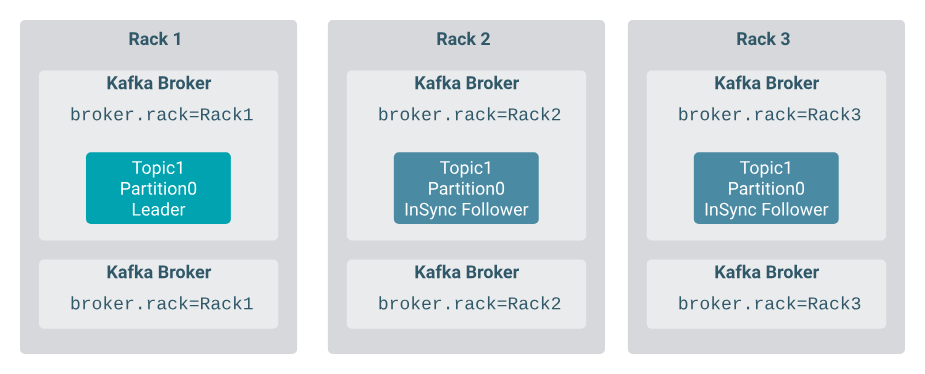 Rack 1
Kafka Broker
broker.rack=Rack1
Topic1
Partition0
Leader
Kafka Broker
broker.rack=Rack1
Rack 2
Kafka Broker
broker.rack=Rack2
Topic1
Partition0
InSync Follower
Kafka Broker
broker.rack=Rack2
Rack 3
Kafka Broker
broker.rack=Rack3
Topic1
Partition0
InSync Follower
Kafka Broker
broker.rack=Rack3